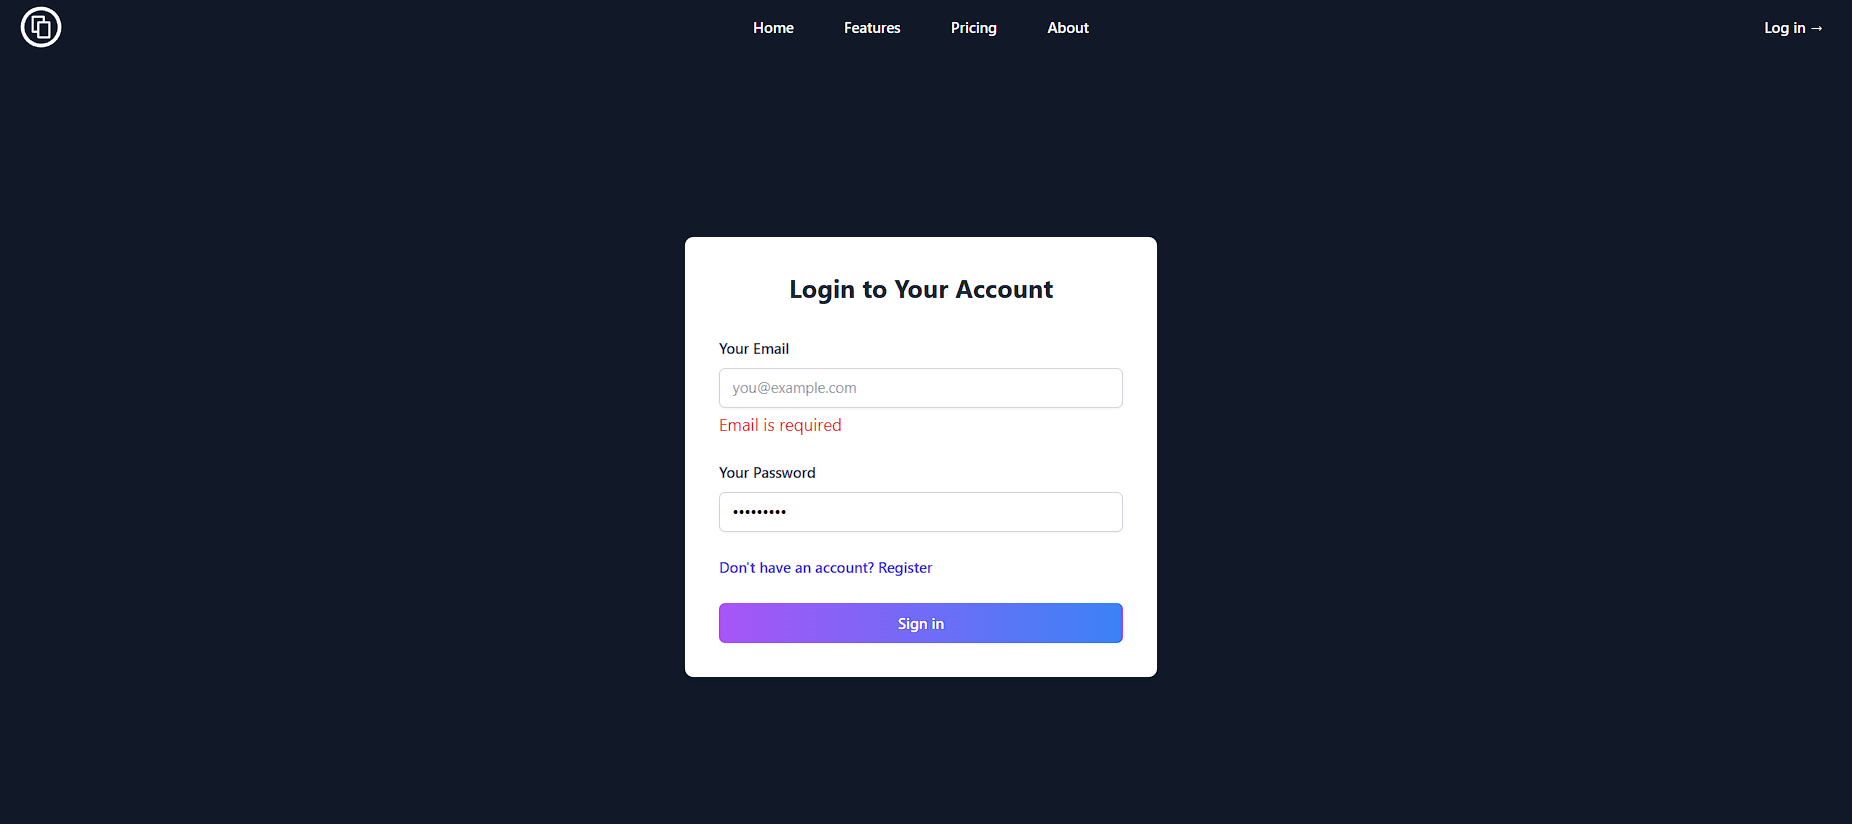 Home Features Pricing About Log in →
Login to Your Account
Your Email
you@example.com
Email is required
Your Password
•••••••••
Don't have an account? Register
Sign in